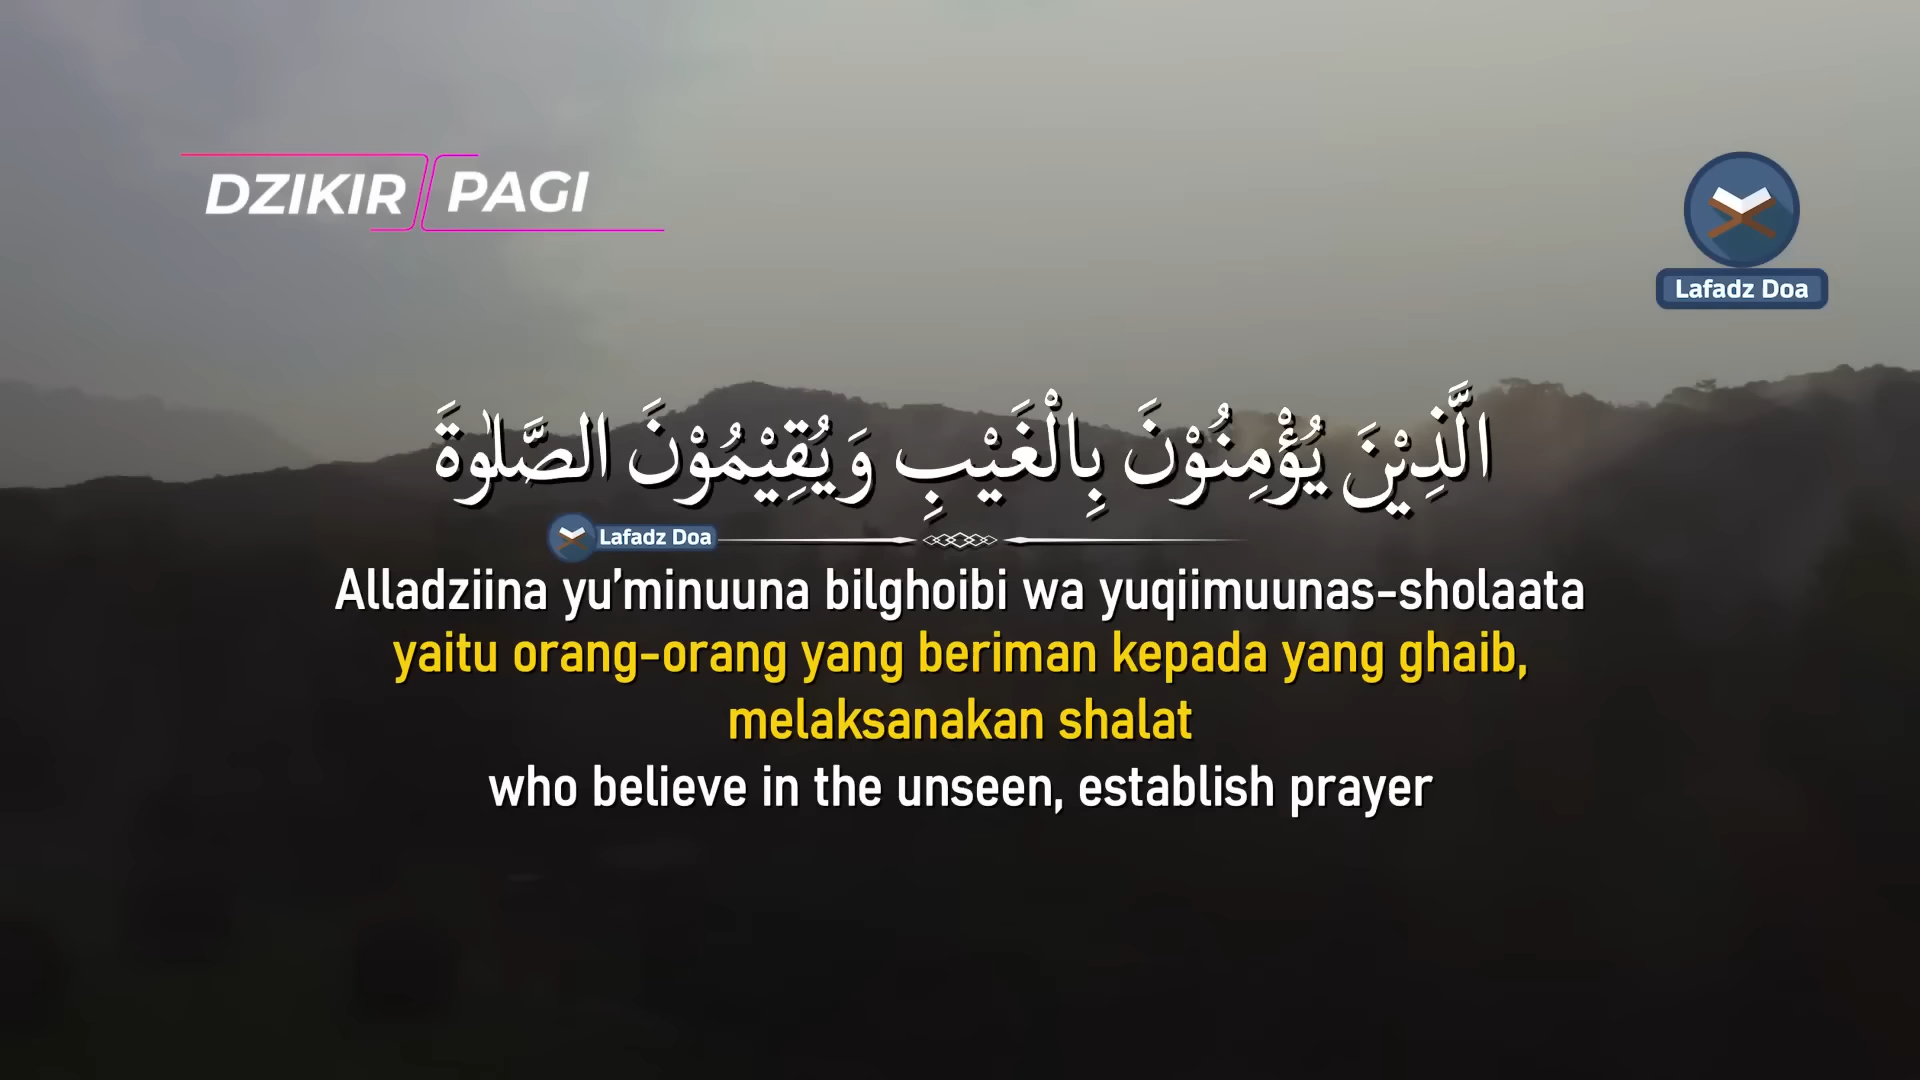 DZIKIR PAGI
Lafadz Doa
الَّذِيْنَ يُؤْمِنُوْنَ بِالْغَيْبِ وَيُقِيْمُوْنَ الصَّلٰوةَ
Lafadz Doa
Alladziina yu’minuuna bilghoibi wa yuqiimuunas-sholaata
yaitu orang-orang yang beriman kepada yang ghaib,
melaksanakan shalat
who believe in the unseen, establish prayer